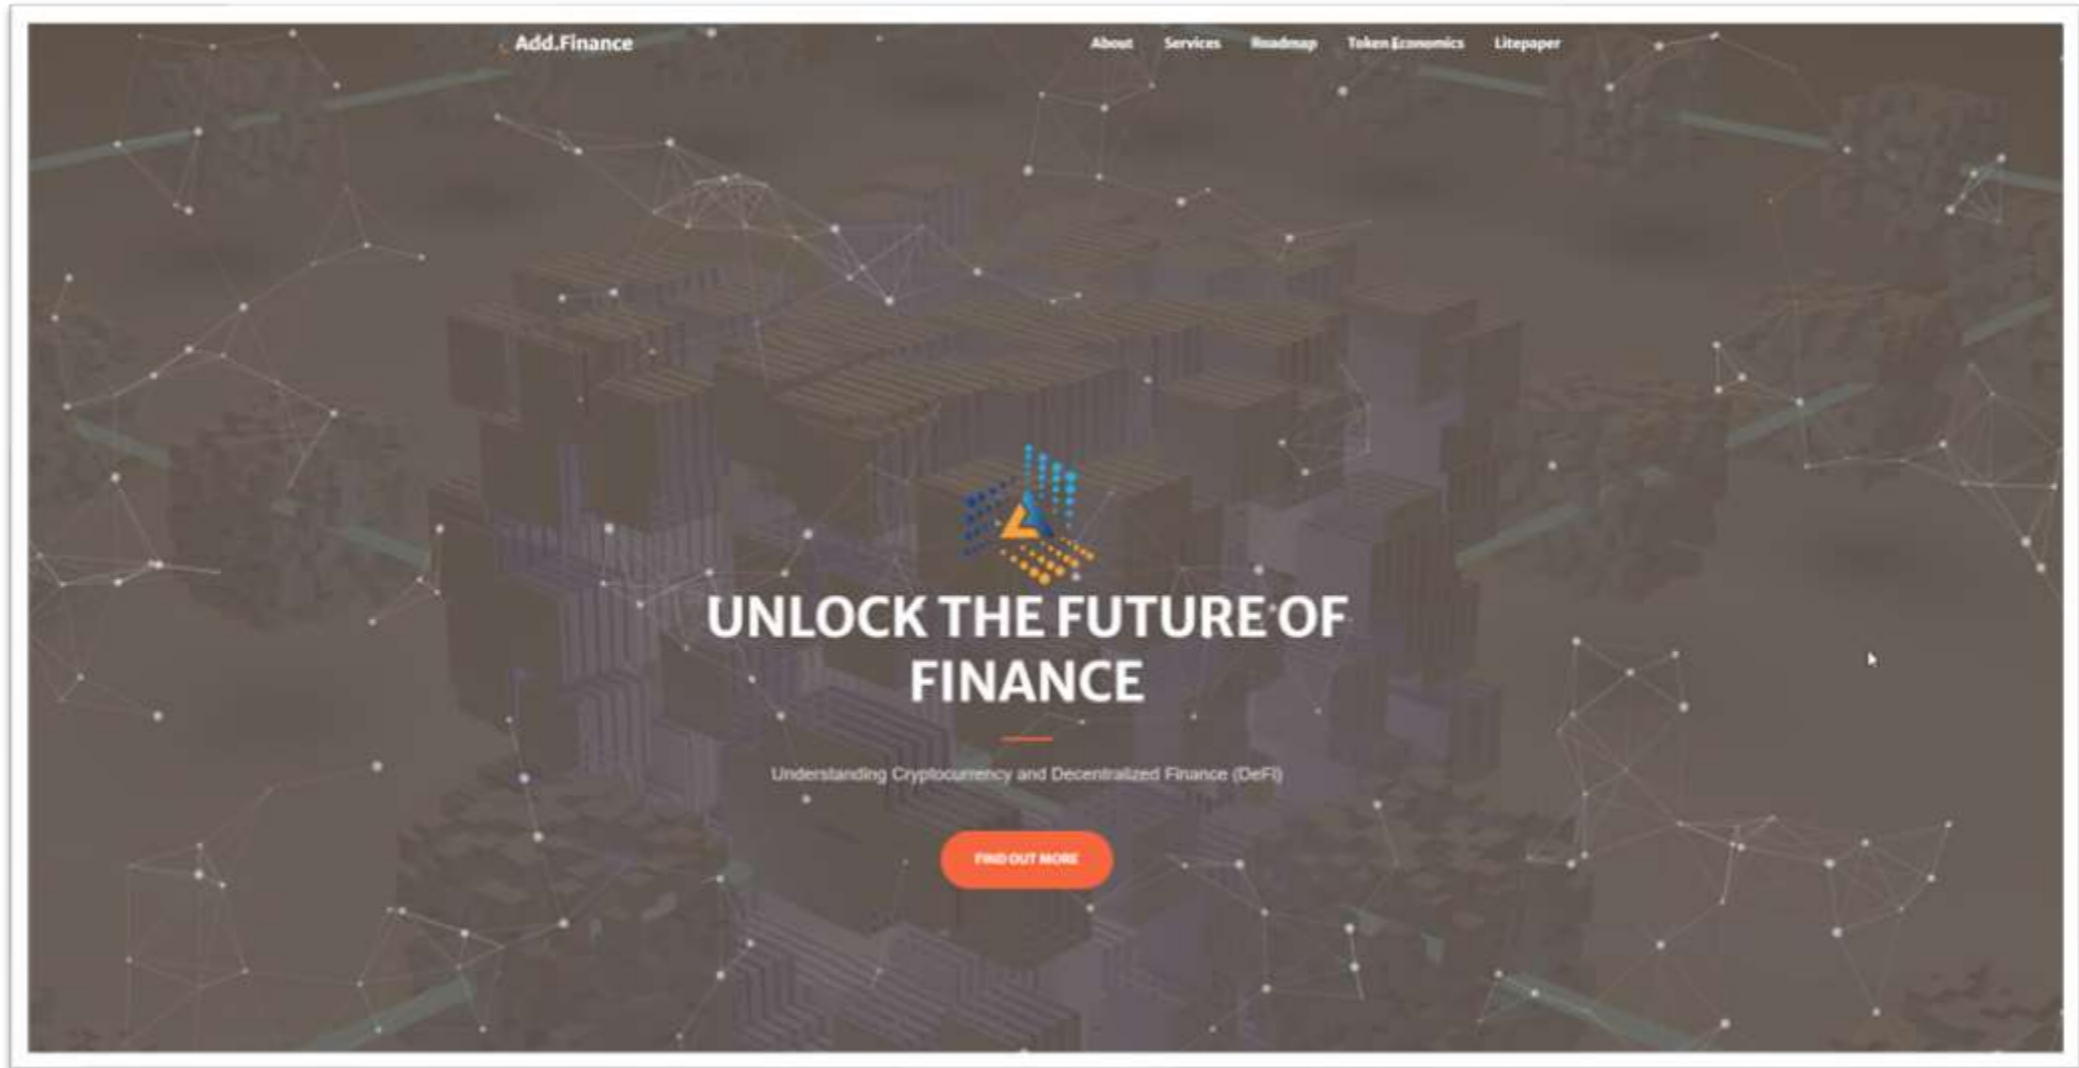 Add.Finance
About Services Roadmap Token Economics Litepaper
UNLOCK THE FUTURE OF
FINANCE
Understanding Cryptocurrency and Decentralized Finance (DeFi)
FIND OUT MORE